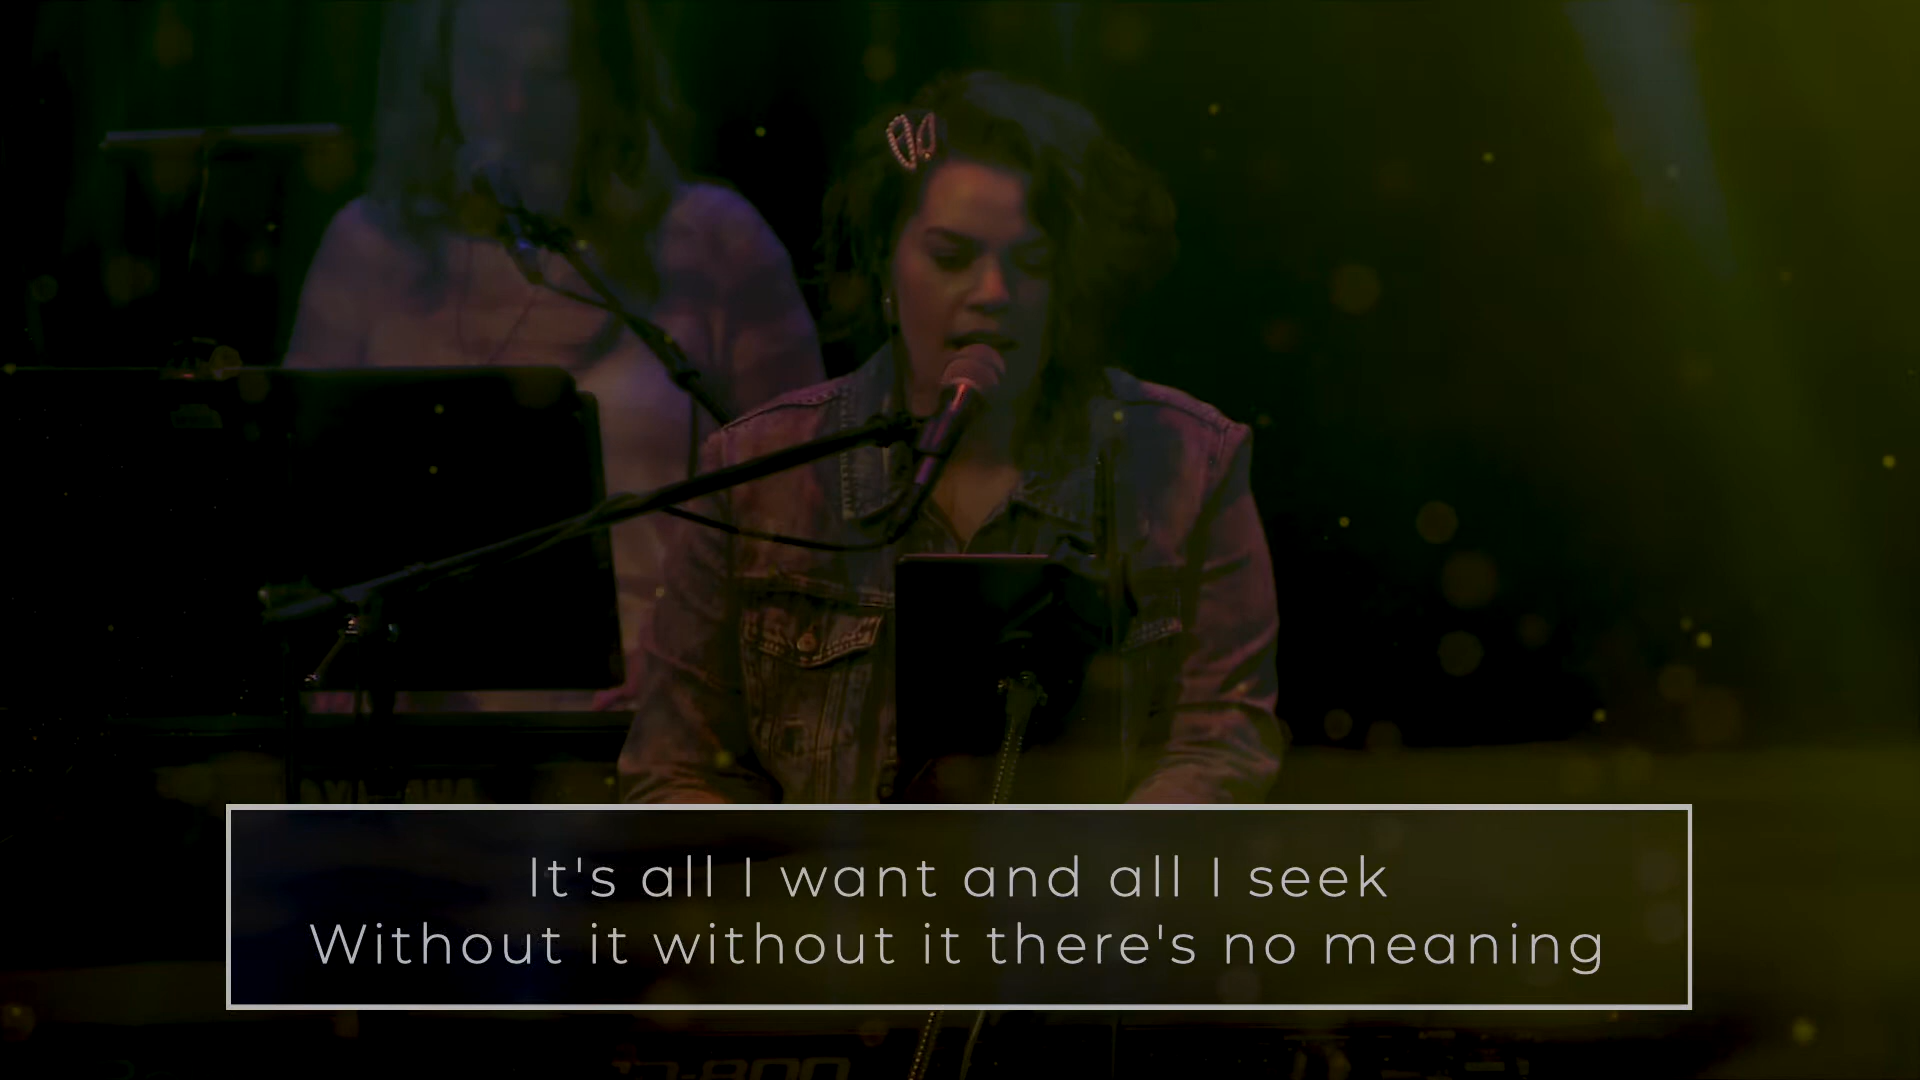 It's all I want and all I seek
Without it without it there's no meaning